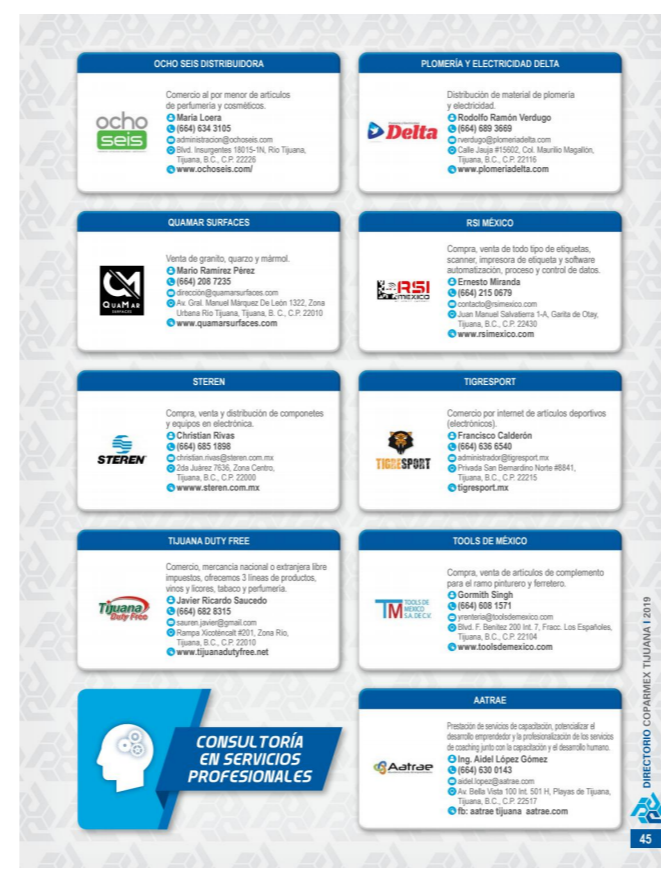 OCHO SEIS DISTRIBUIDORA
ocho
seis
Comercio al por menor de artículos
de perfumería y cosméticos.
María Loera
(664) 634 3105
administracion@ochoseis.com
Blvd. Insurgentes 18015-1N, Río Tijuana,
Tijuana, B.C., C.P. 22226
www.ochoseis.com/
PLOMERÍA Y ELECTRICIDAD DELTA
Delta
Distribución de material de plomería
y electricidad.
Rodolfo Ramón Verdugo
(664) 689 3669
rverdugo@plomeriadelta.com
Calle Jauja #15602, Col. Maurilio Magallón,
Tijuana, B.C., C.P. 22116
www.plomeriadelta.com
QUAMAR SURFACES
QUAMAR
SURFACES
Venta de granito, quarzo y mármol.
Mario Ramírez Pérez
(664) 208 7235
dirección@quamarsurfaces.com
Av. Gral. Manuel Márquez De León 1322, Zona
Urbana Rio Tijuana, Tijuana, B. C., C.P. 22010
www.quamarsurfaces.com
RSI MÉXICO
RSI
MEXICO
Compra, venta de todo tipo de etiquetas,
scanner, impresora de etiqueta y software
automatización, proceso y control de datos.
Ernesto Miranda
(664) 215 0679
contacto@rsimexico.com
Juan Manuel Salvatierra 1-A, Garita de Otay,
Tijuana, B.C., C.P. 22430
www.rsimexico.com
STEREN
STEREN
Compra, venta y distribución de componetes
y equipos en electrónica.
Christian Rivas
(664) 685 1898
christian.rivas@steren.com.mx
2da Juárez 7636, Zona Centro,
Tijuana, B.C., C.P. 22000
wwww.steren.com.mx
TIGRESPORT
TIGRESPORT
Comercio por internet de artículos deportivos
(electrónicos).
Francisco Calderón
(664) 636 6540
administrador@tigresport.mx
Privada San Bernardino Norte #6841,
Tijuana, B.C., C.P. 22215
tigresport.mx
TIJUANA DUTY FREE
Tijuana
Duty Free
Comercio, mercancía nacional o extranjera libre
impuestos, ofrecemos 3 líneas de productos,
vinos y licores, tabaco y perfumería.
Javier Ricardo Saucedo
(664) 682 8315
sauren.javier@gmail.com
Rampa Xicoténcalt #201, Zona Río,
Tijuana, B.C., C.P. 22010
www.tijuanadutyfree.net
TOOLS DE MÉXICO
TM
TOOLS DE
MÉXICO
S.A. DE C.V.
Compra, venta de artículos de complemento
para el ramo pinturero y ferretero.
Gormith Singh
(664) 608 1571
yrenteria@toolsdemexico.com
Blvd. F. Benítez 200 Int. 7, Fracc. Los Españoles,
Tijuana, B.C., C.P. 22104
www.toolsdemexico.com
CONSULTORÍA
EN SERVICIOS
PROFESIONALES
AATRAE
Aatrae
Prestación de servicios de capacitación, potencializar el
desarrollo emprendedor y la profesionalización de los servicios
de coaching junto con la capacitación y el desarrollo humano.
Ing. Aidel López Gómez
(664) 630 0143
aidel.lopez@aatrae.com
Av. Bella Vista 100 Int. 501 H, Playas de Tijuana,
Tijuana, B.C., C.P. 22517
fb: aatrae tijuana aatrae.com
DIRECTORIO COPARMEX TIJUANA I 2019
45